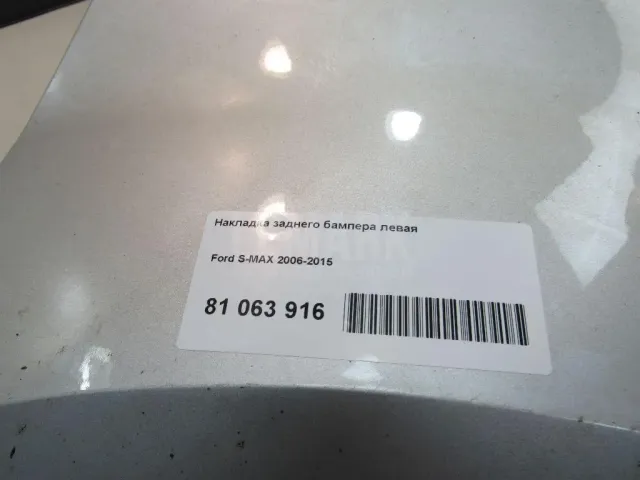 Накладка заднего бампера левая
Ford S-MAX 2006-2015
81 063 916